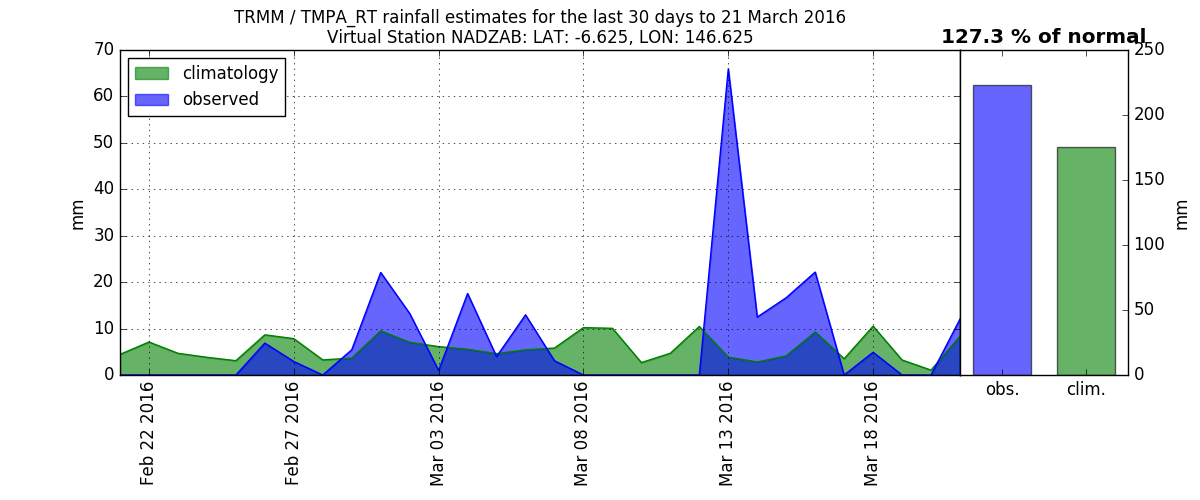 TRMM / TMPA_RT rainfall estimates for the last 30 days to 21 March 2016
Virtual Station NADZAB: LAT: -6.625, LON: 146.625
127.3 % of normal
climatology
observed
70
60
50
40
30
20
10
0
mm
Feb 22 2016
Feb 27 2016
Mar 03 2016
Mar 08 2016
Mar 13 2016
Mar 18 2016
250
200
150
100
50
0
mm
obs.
clim.